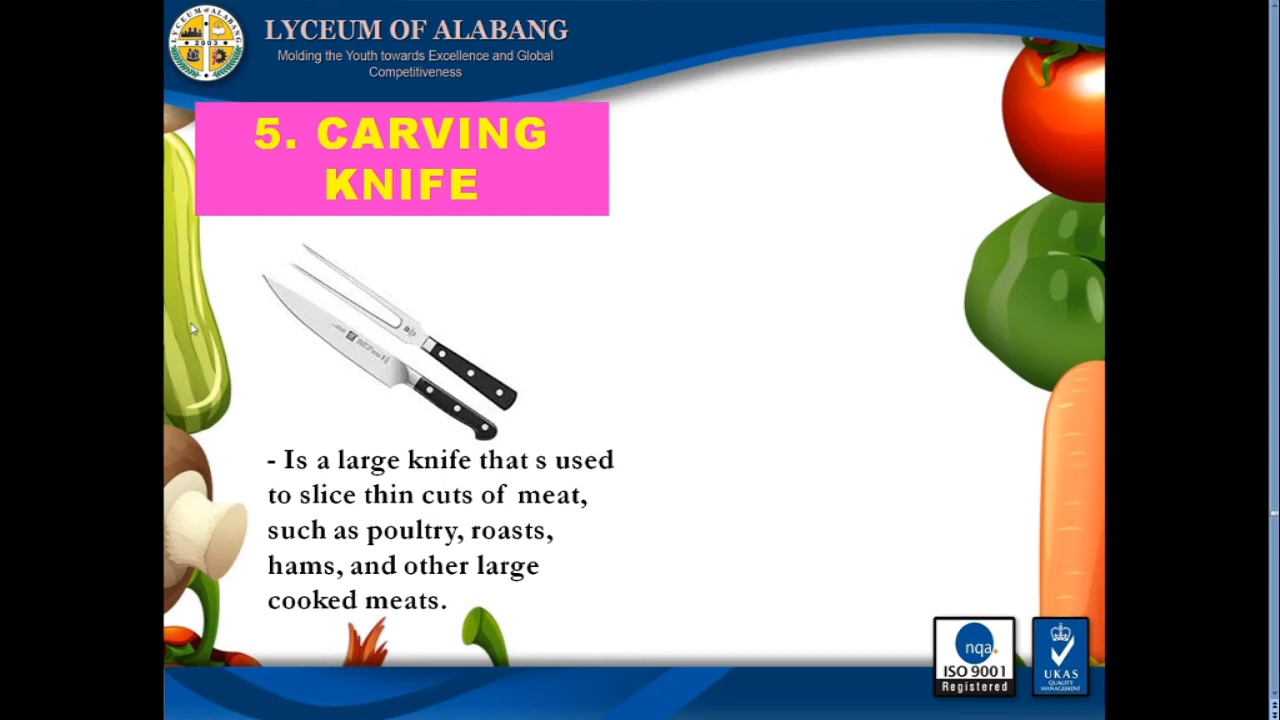 LYCEUM OF ALABANG
Molding the Youth towards Excellence and Global
Competitiveness
5. CARVING
KNIFE
- Is a large knife that s used
to slice thin cuts of meat,
such as poultry, roasts,
hams, and other large
cooked meats.
nqa.
ISO 9001
Registered
UKAS
QUALITY
MANAGEMENT